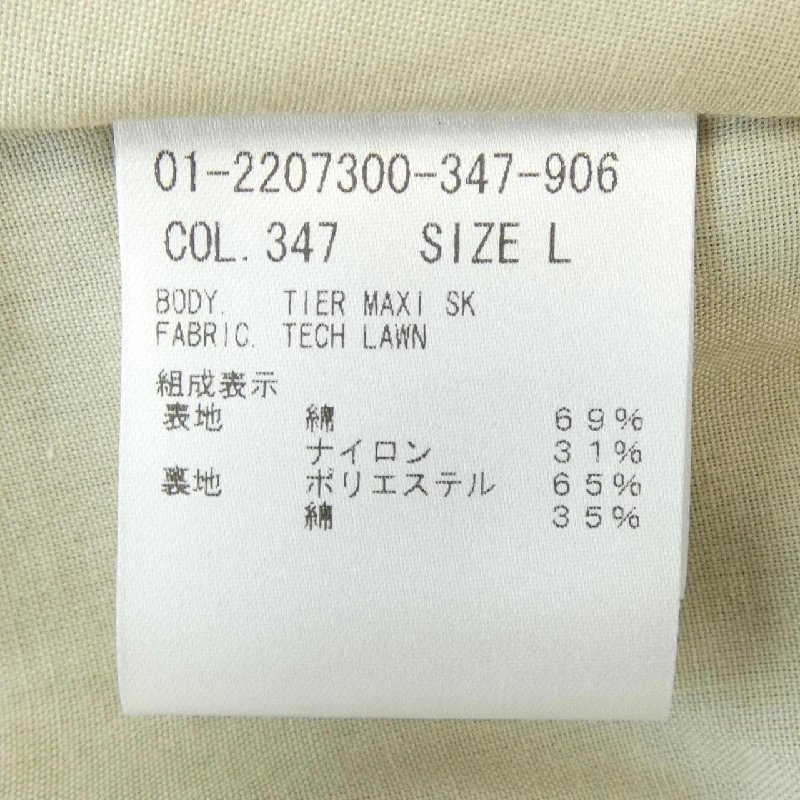 01-2207300-347-906
COL.347 SIZE L
BODY. TIER MAXI SK
FABRIC. TECH LAWN
組成表示
表地 綿 69%
ナイロン 31%
裏地 ポリエステル 65%
綿 35%